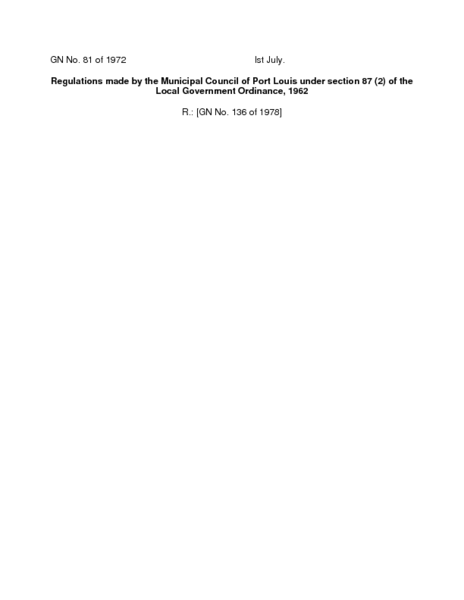 GN No. 81 of 1972 Ist July.
Regulations made by the Municipal Council of Port Louis under section 87 (2) of the
Local Government Ordinance, 1962
R.: [GN No. 136 of 1978]